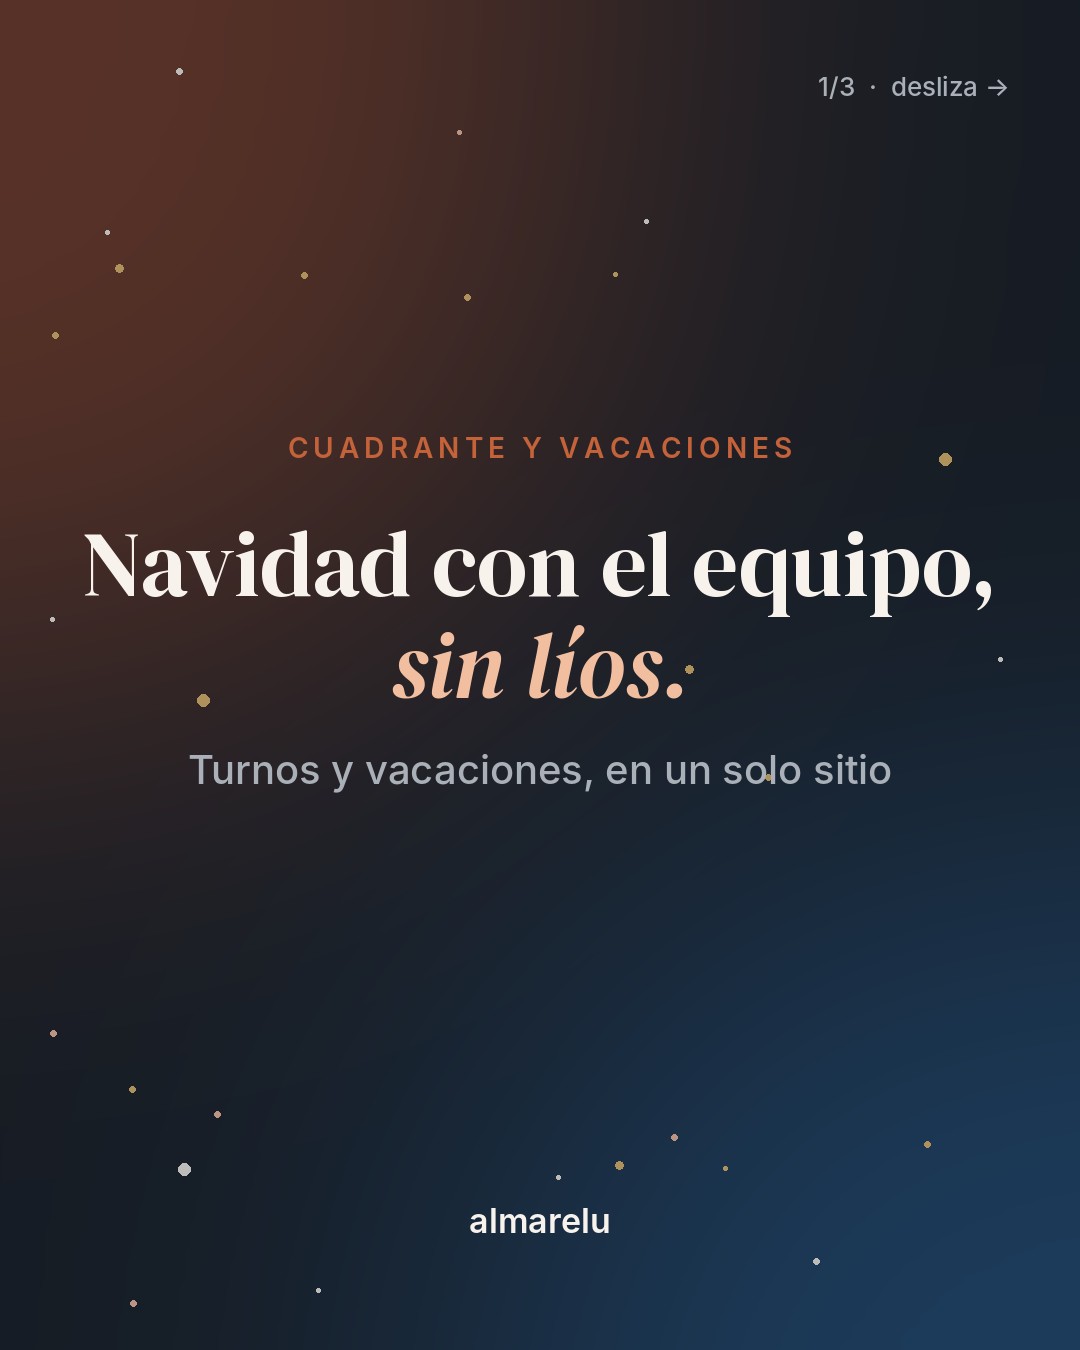 1/3 · desliza →
CUADRANTE Y VACACIONES
Navidad con el equipo,
sin líos.
Turnos y vacaciones, en un solo sitio
almarelu